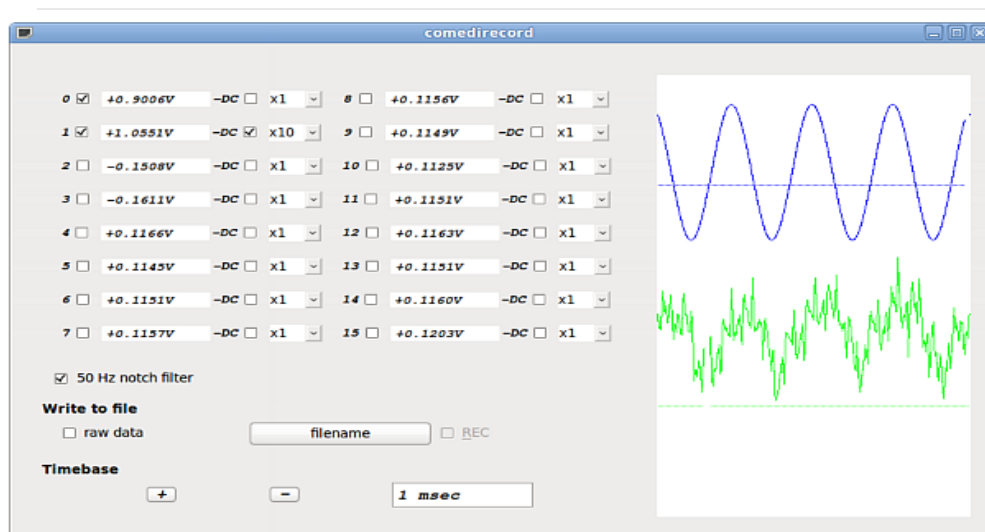 comedirecord
0 +0.9006V -DC x1 8 +0.1156V -DC x1
1 +1.0551V -DC x10 9 +0.1149V -DC x1
2 -0.1508V -DC x1 10 +0.1125V -DC x1
3 -0.1611V -DC x1 11 +0.1151V -DC x1
4 +0.1166V -DC x1 12 +0.1163V -DC x1
5 +0.1145V -DC x1 13 +0.1151V -DC x1
6 +0.1151V -DC x1 14 +0.1160V -DC x1
7 +0.1157V -DC x1 15 +0.1203V -DC x1
50 Hz notch filter
Write to file
raw data filename REC
Timebase
+ - 1 msec